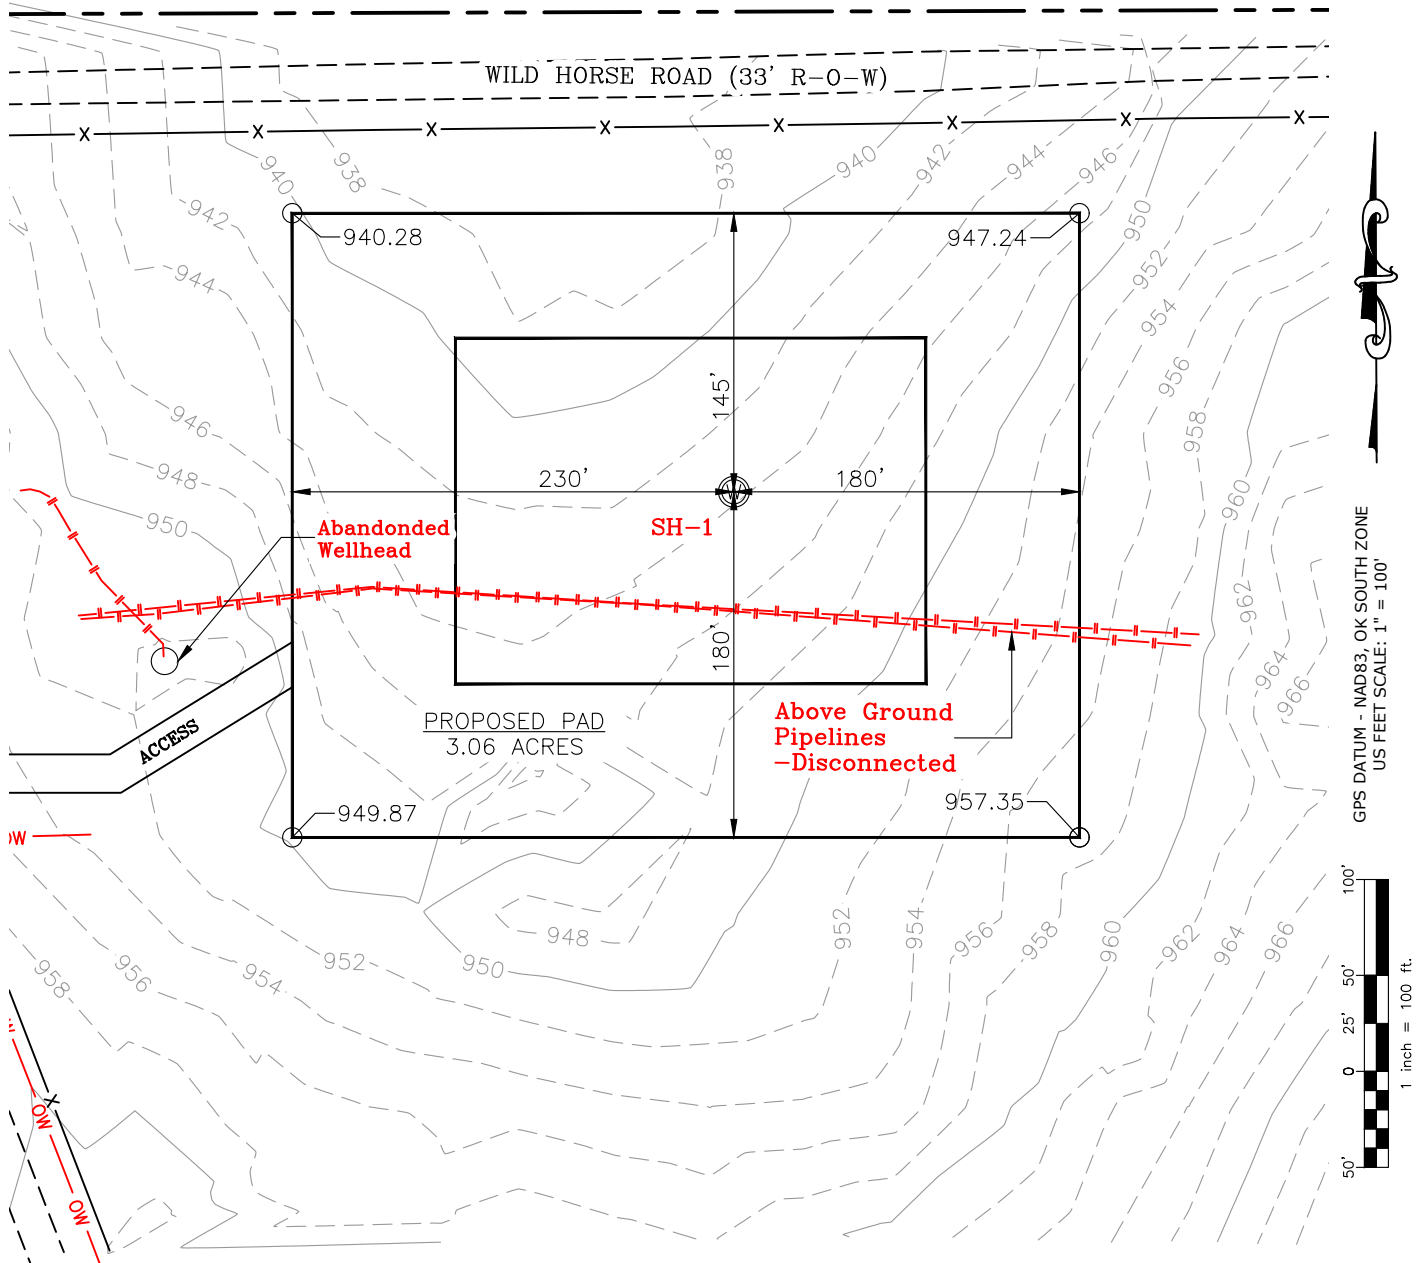 WILD HORSE ROAD (33' R-O-W)
X X X X X X X X
938
938
940
940
942
944
946
942
940.28
947.24
950
944
952
954
956
958
946
948
950
145'
230'
180'
W
SH-1
Abandonded
Wellhead
960
962
964
966
180'
PROPOSED PAD
3.06 ACRES
Above Ground
Pipelines
-Disconnected
ACCESS
949.87
957.35
OW
948
950
952
954
956
958
952
954
956
958
960
962
964
966
X
OW
OW
GPS DATUM - NAD83, OK SOUTH ZONE
US FEET SCALE: 1" = 100'
100'
50'
25'
0
50'
1 inch = 100 ft.